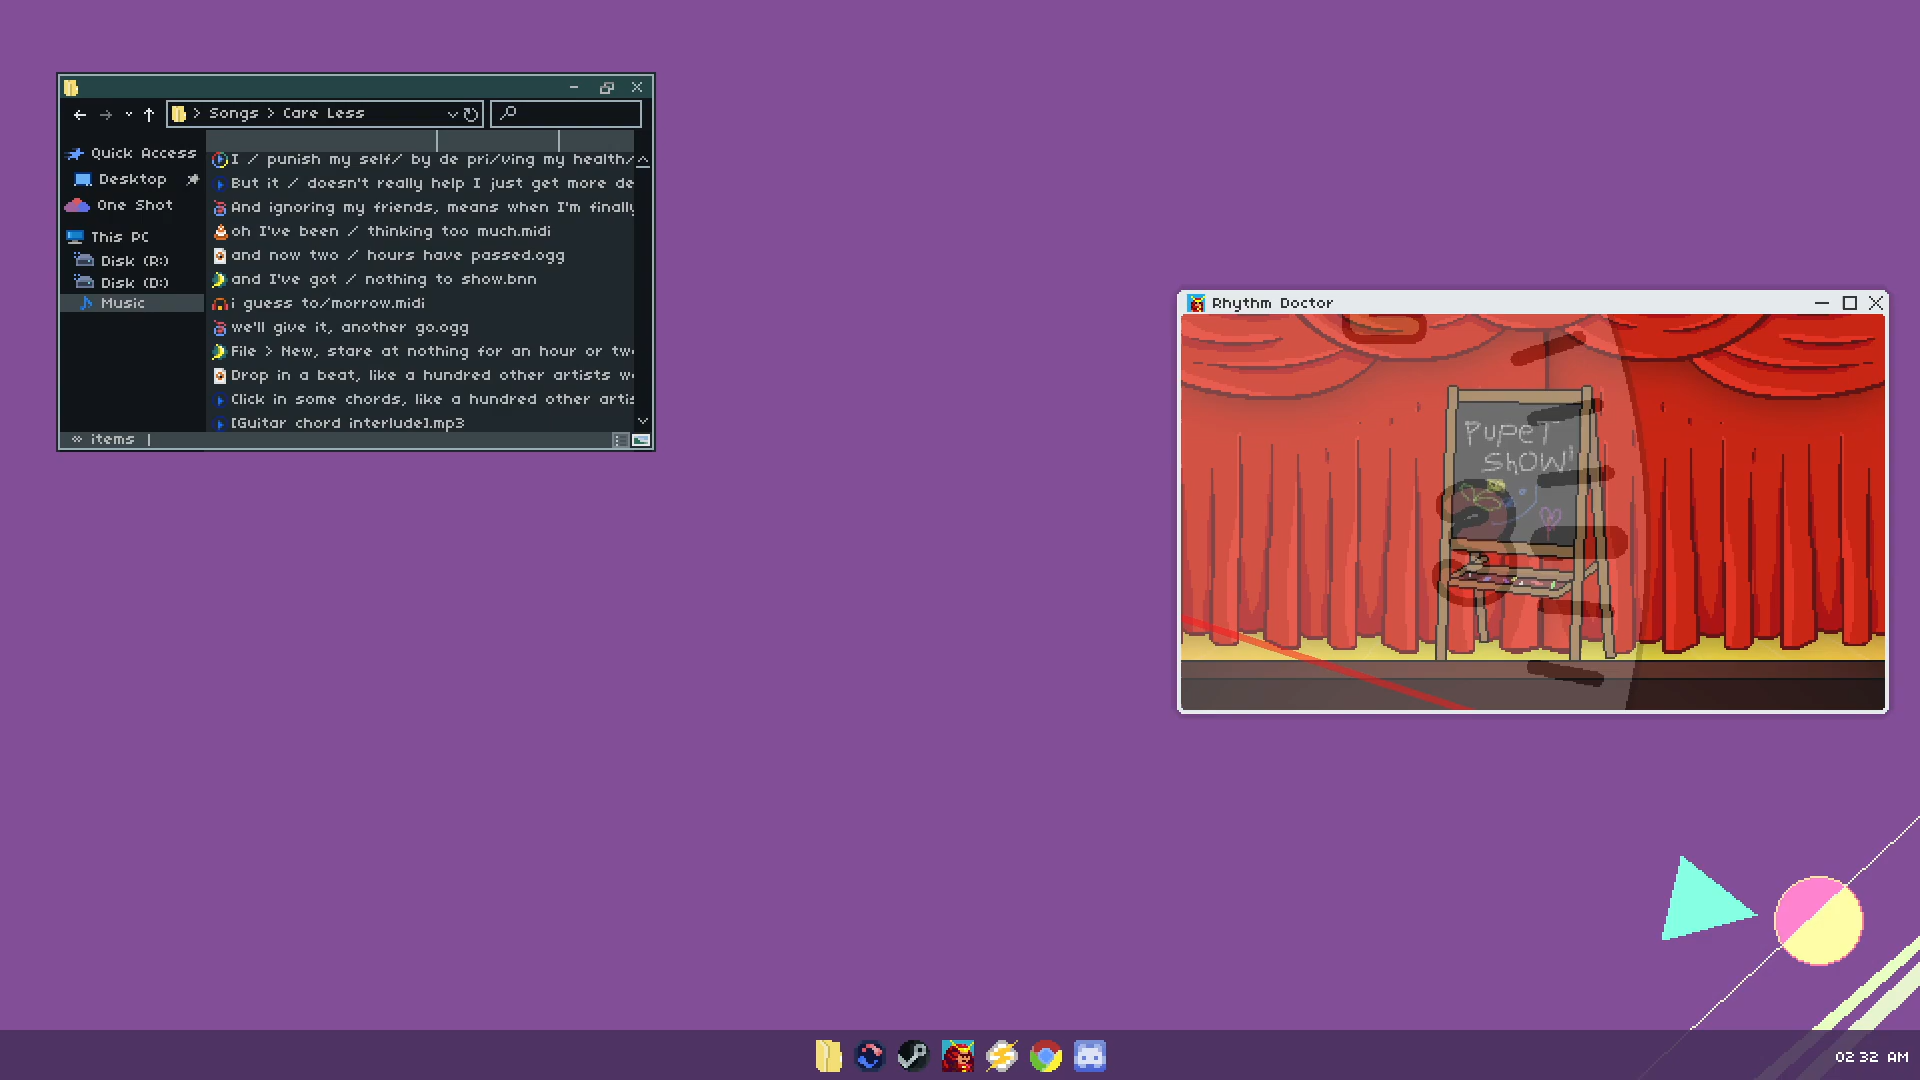 Songs > Care Less
Quick Access
Desktop
One Shot
This PC
Disk (R:)
Disk (D:)
Music
I / punish my self/ by de pri/ving my health/
But it / doesn't really help I just get more de
And ignoring my friends, means when I'm finally
oh I've been / thinking too much.midi
and now two / hours have passed.ogg
and I've got / nothing to show.bnn
i guess to/morrow.midi
we'll give it, another go.ogg
File > New, stare at nothing for an hour or two
Drop in a beat, like a hundred other artists w
Click in some chords, like a hundred other artis
[Guitar chord interlude].mp3
∞ items |
Rhythm Doctor
PUPeT
ShOW!
02 32 AM